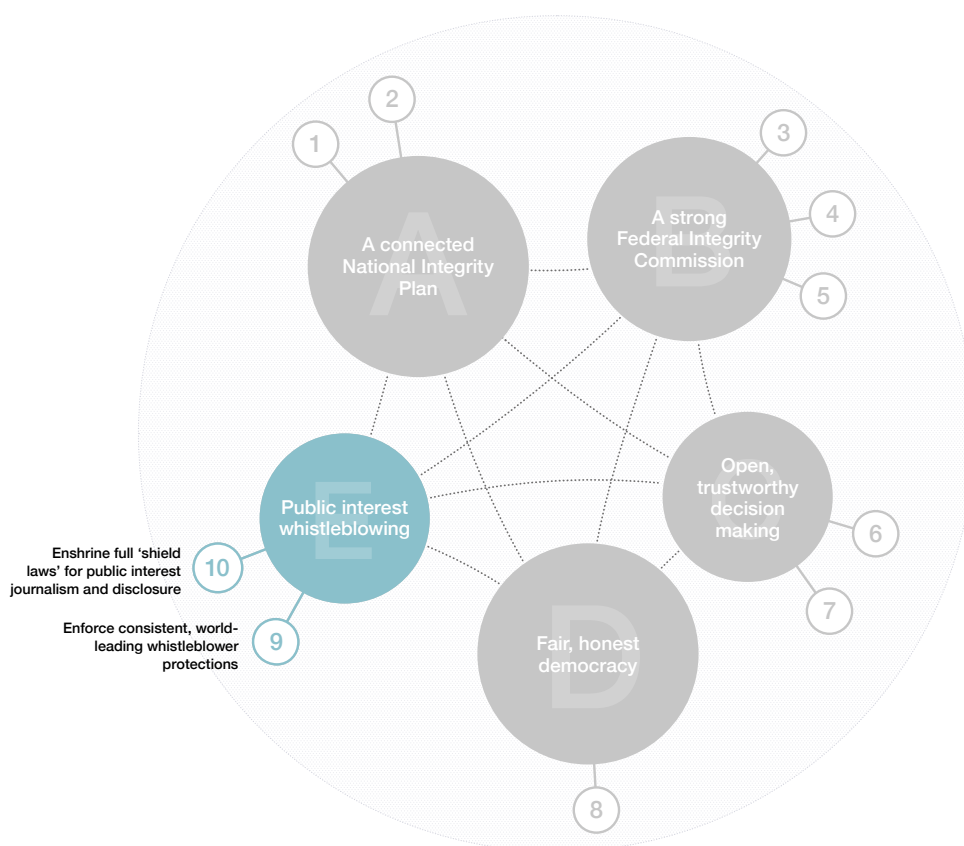 1
2
A
A connected
National Integrity
Plan
3
4
5
B
A strong
Federal Integrity
Commission
C
Open,
trustworthy
decision
making
6
7
D
Fair, honest
democracy
8
E
Public interest
whistleblowing
10
Enshrine full ‘shield
laws’ for public interest
journalism and disclosure
9
Enforce consistent, world-
leading whistleblower
protections